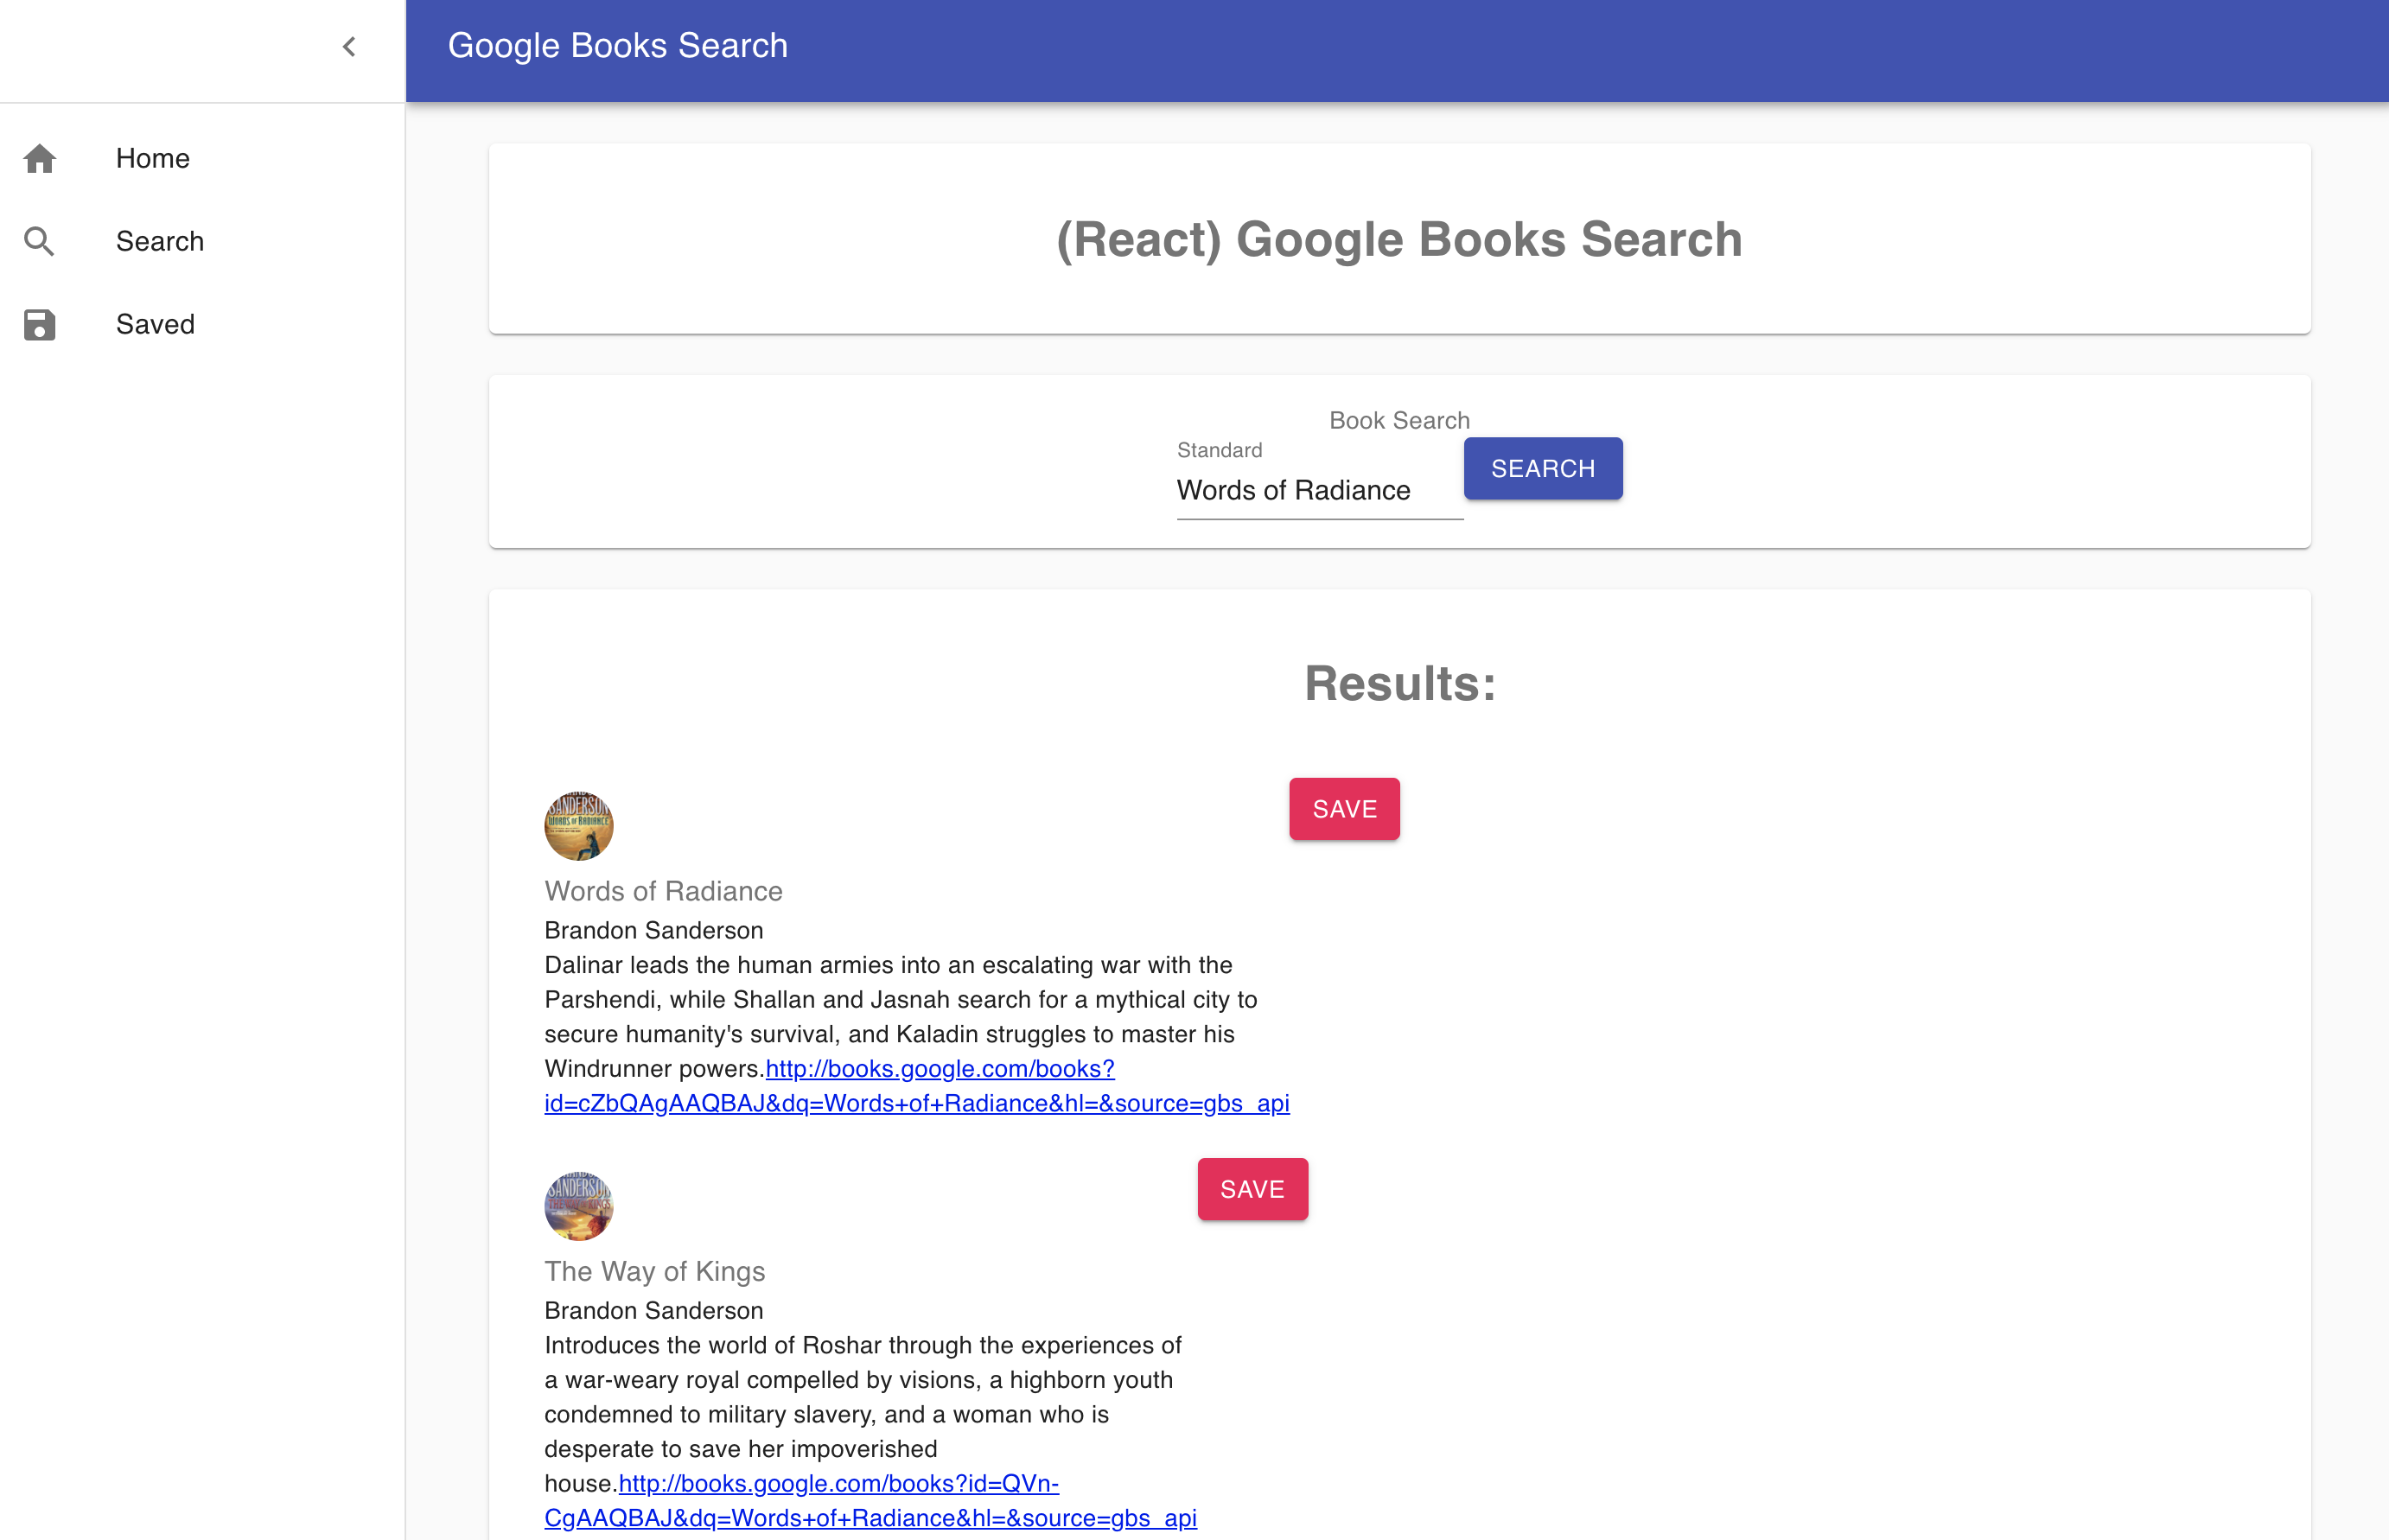 Google Books Search
Home
Search
Saved
(React) Google Books Search
Book Search
Standard
Words of Radiance
SEARCH
Results:
SANDERSON
WORDS OF RADIANCE
SAVE
Words of Radiance
Brandon Sanderson
Dalinar leads the human armies into an escalating war with the
Parshendi, while Shallan and Jasnah search for a mythical city to
secure humanity's survival, and Kaladin struggles to master his
Windrunner powers.http://books.google.com/books?
id=cZbQAgAAQBAJ&dq=Words+of+Radiance&hl=&source=gbs_api
SANDERSON
THE WAY OF KINGS
SAVE
The Way of Kings
Brandon Sanderson
Introduces the world of Roshar through the experiences of
a war-weary royal compelled by visions, a highborn youth
condemned to military slavery, and a woman who is
desperate to save her impoverished
house.http://books.google.com/books?id=QVn-
CgAAQBAJ&dq=Words+of+Radiance&hl=&source=gbs_api